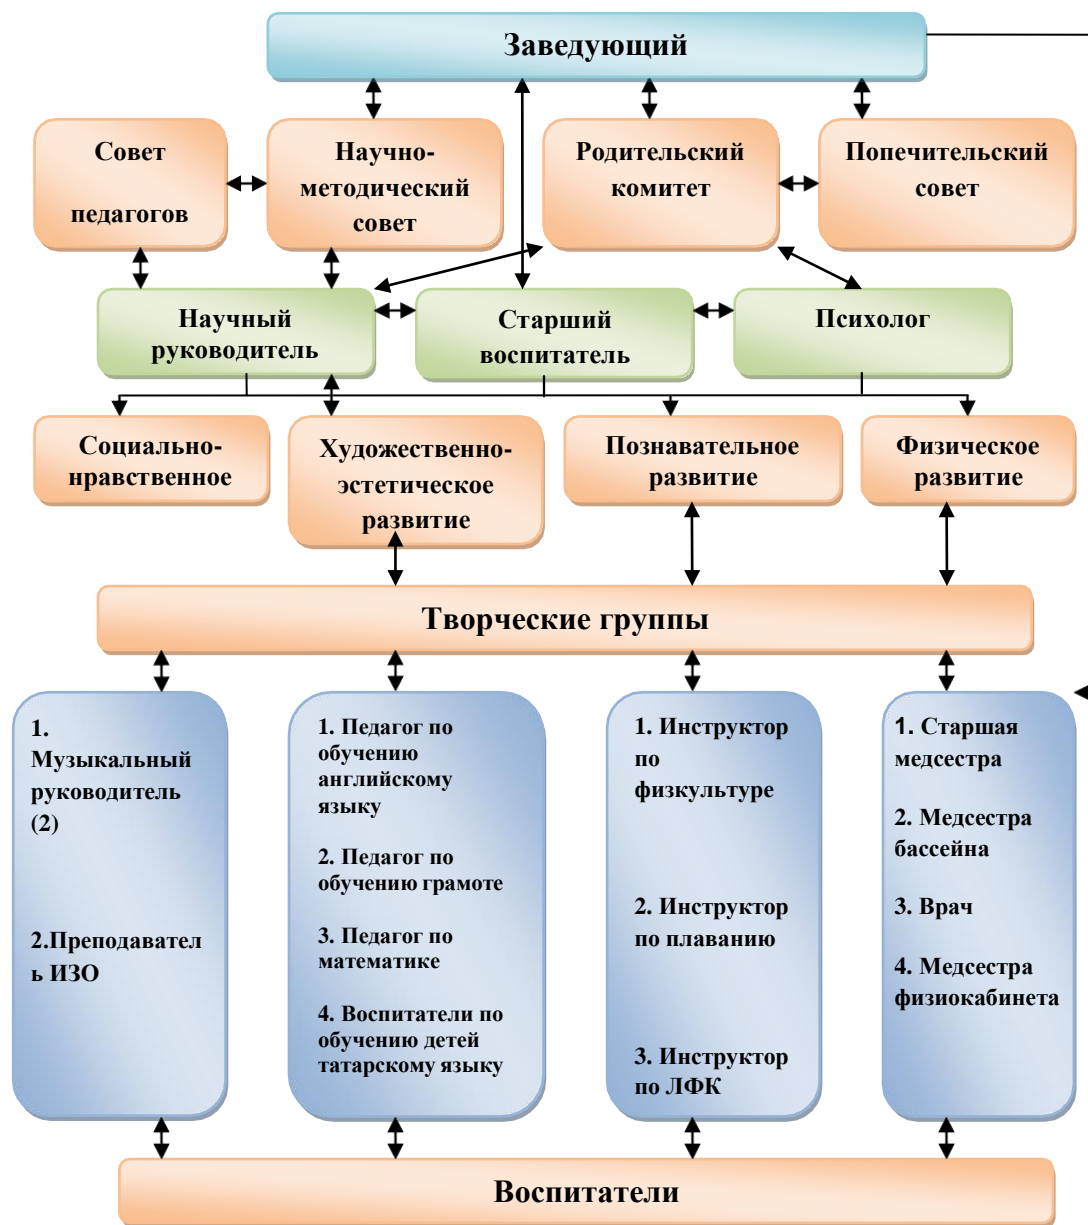 Заведующий
Совет
педагогов
Научно-
методический
совет
Родительский
комитет
Попечительский
совет
Научный
руководитель
Старший
воспитатель
Психолог
Социально-
нравственное
Художественно-
эстетическое
развитие
Познавательное
развитие
Физическое
развитие
Творческие группы
1.
Музыкальный
руководитель
(2)
2.Преподавател
ь ИЗО
1. Педагог по
обучению
английскому
языку
2. Педагог по
обучению грамоте
3. Педагог по
математике
4. Воспитатели по
обучению детей
татарскому языку
1. Инструктор
по
физкультуре
2. Инструктор
по плаванию
3. Инструктор
по ЛФК
1. Старшая
медсестра
2. Медсестра
бассейна
3. Врач
4. Медсестра
физиокабинета
Воспитатели